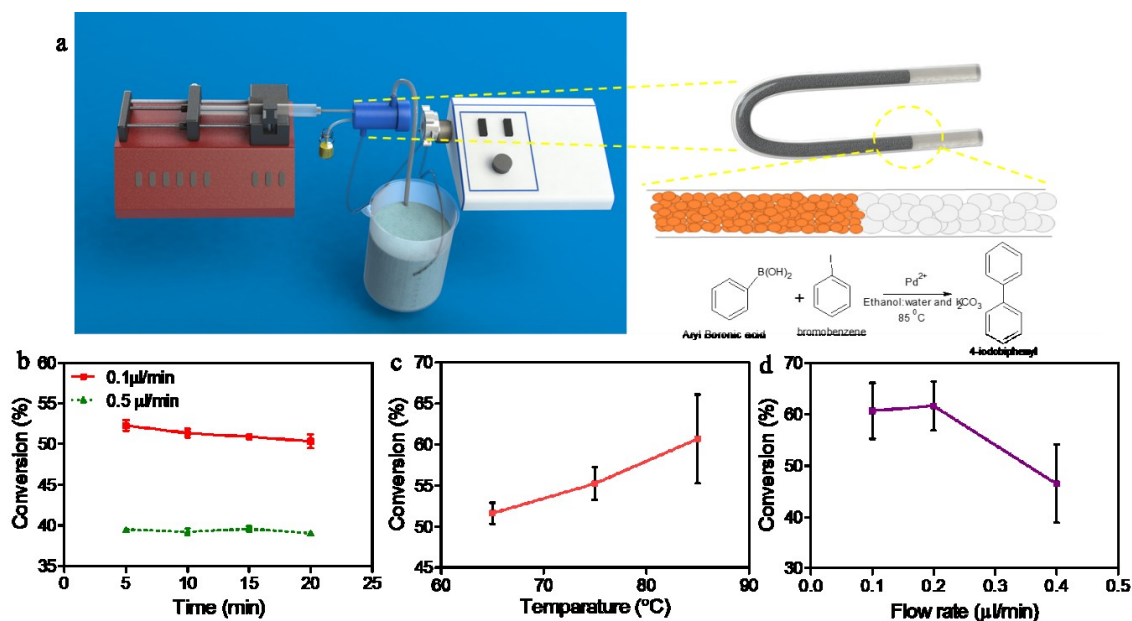 a
B(OH)2
I
+
Pd2+
Ethanol:water and K2CO3
85 0C
Aryl Boronic acid
bromobenzene
4-iodobiphenyl
b
Conversion (%)
60
55
50
45
40
35
0.1µl/min
0.5 µl/min
0 5 10 15 20 25
Time (min)
c
Conversion (%)
70
65
60
55
50
45
60 70 80 90
Temparature (°C)
d
Conversion (%)
70
60
50
40
30
0.0 0.1 0.2 0.3 0.4 0.5
Flow rate (µl/min)